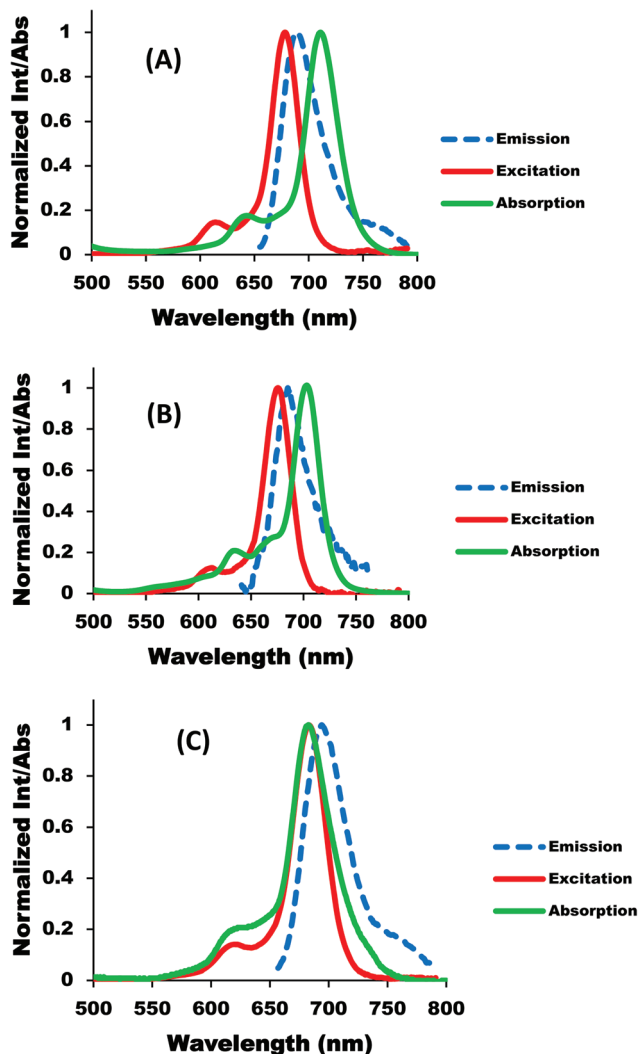 (A)
Normalized Int/Abs
1
0.8
0.6
0.4
0.2
0
500 550 600 650 700 750 800
Wavelength (nm)
Emission
Excitation
Absorption
(B)
Normalized Int/Abs
1
0.8
0.6
0.4
0.2
0
500 550 600 650 700 750 800
Wavelength (nm)
Emission
Excitation
Absorption
(C)
Normalized Int/Abs
1
0.8
0.6
0.4
0.2
0
500 550 600 650 700 750 800
Wavelength (nm)
Emission
Excitation
Absorption